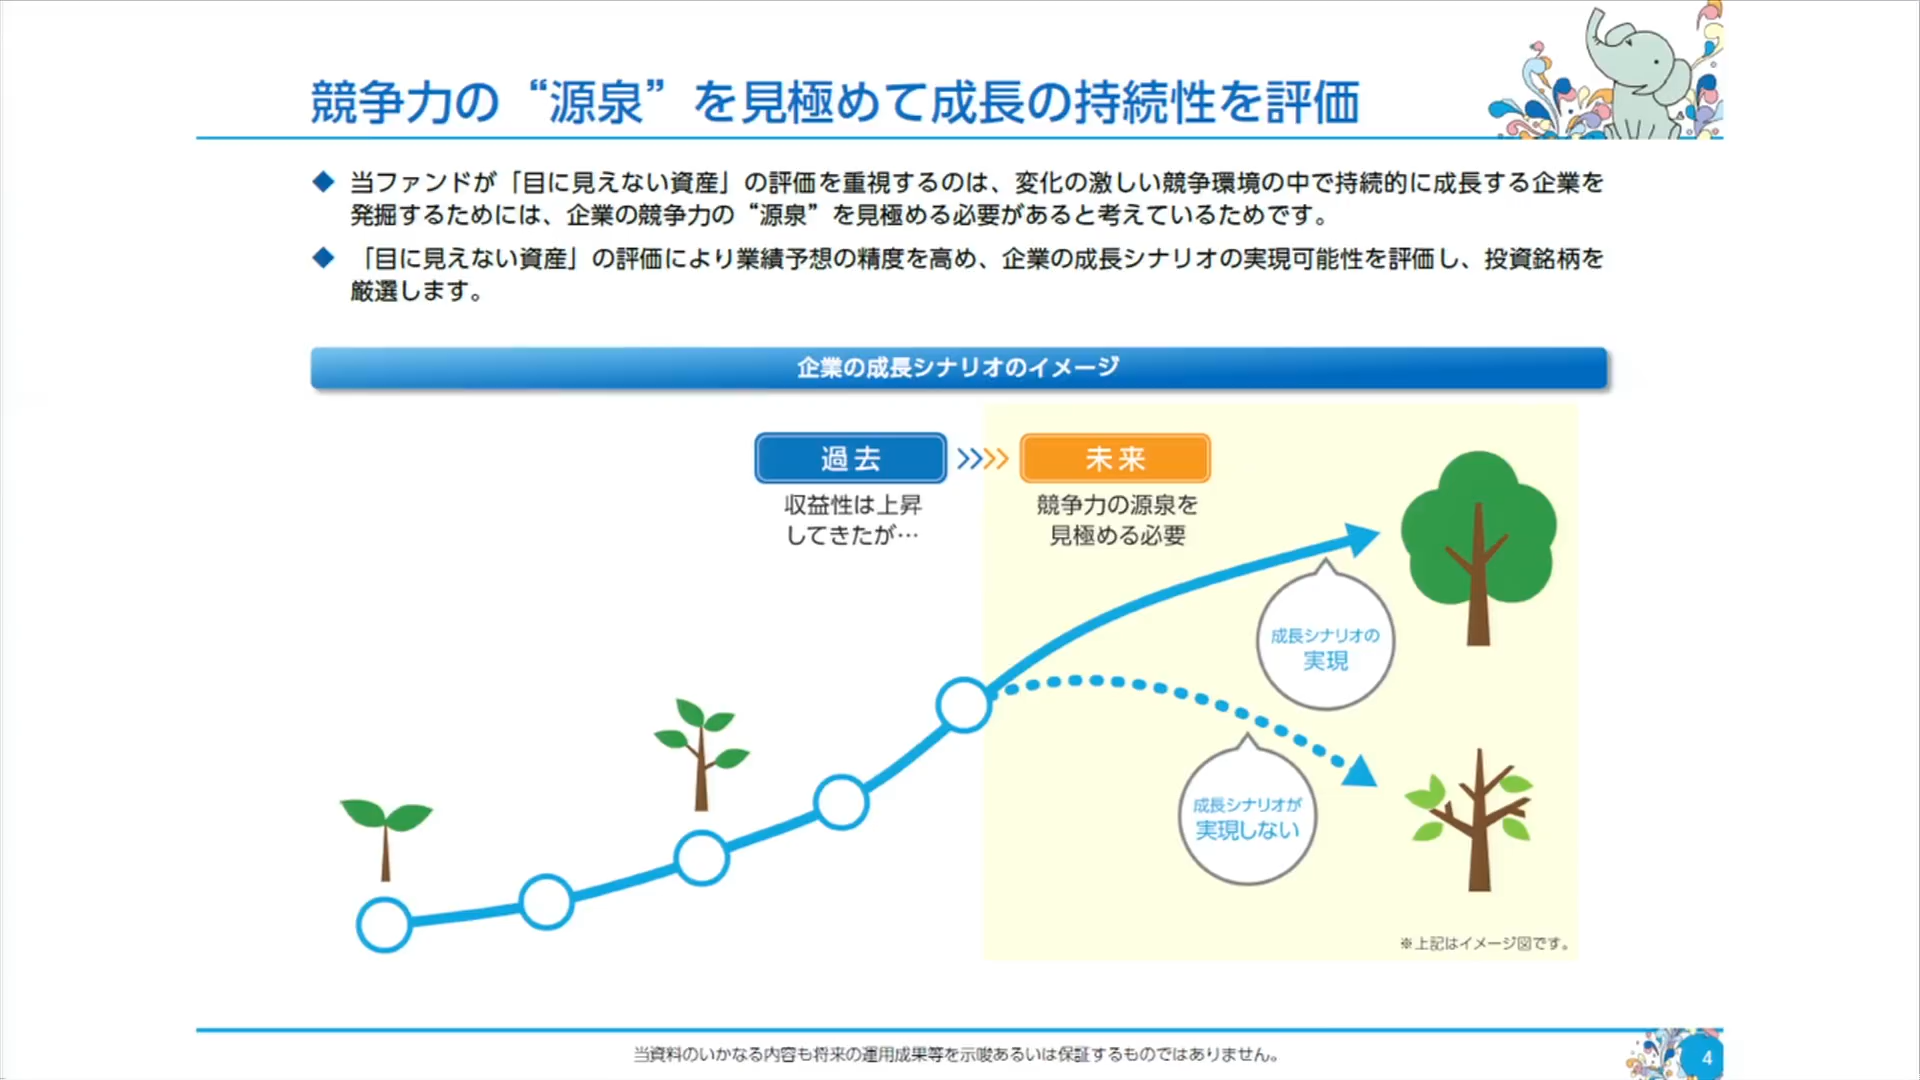 競争力の“源泉”を見極めて成長の持続性を評価
◆ 当ファンドが「目に見えない資産」の評価を重視するのは、変化の激しい競争環境の中で持続的に成長する企業を
発掘するためには、企業の競争力の“源泉”を見極める必要があると考えているためです。
◆ 「目に見えない資産」の評価により業績予想の精度を高め、企業の成長シナリオの実現可能性を評価し、投資銘柄を
厳選します。
企業の成長シナリオのイメージ
過去
未来
収益性は上昇
してきたが…
競争力の源泉を
見極める必要
成長シナリオの
実現
成長シナリオが
実現しない
※上記はイメージ図です。
当資料のいかなる内容も将来の運用成果等を示唆あるいは保証するものではありません。
4